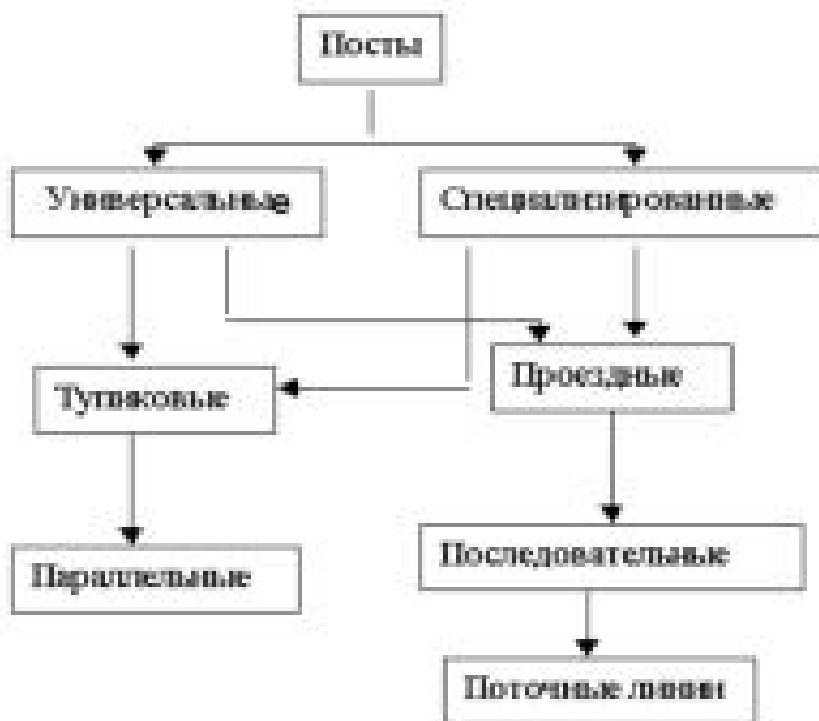 Посты
Универсальные
Специализированные
Тупиковые
Проездные
Параллельные
Последовательные
Поточные линии